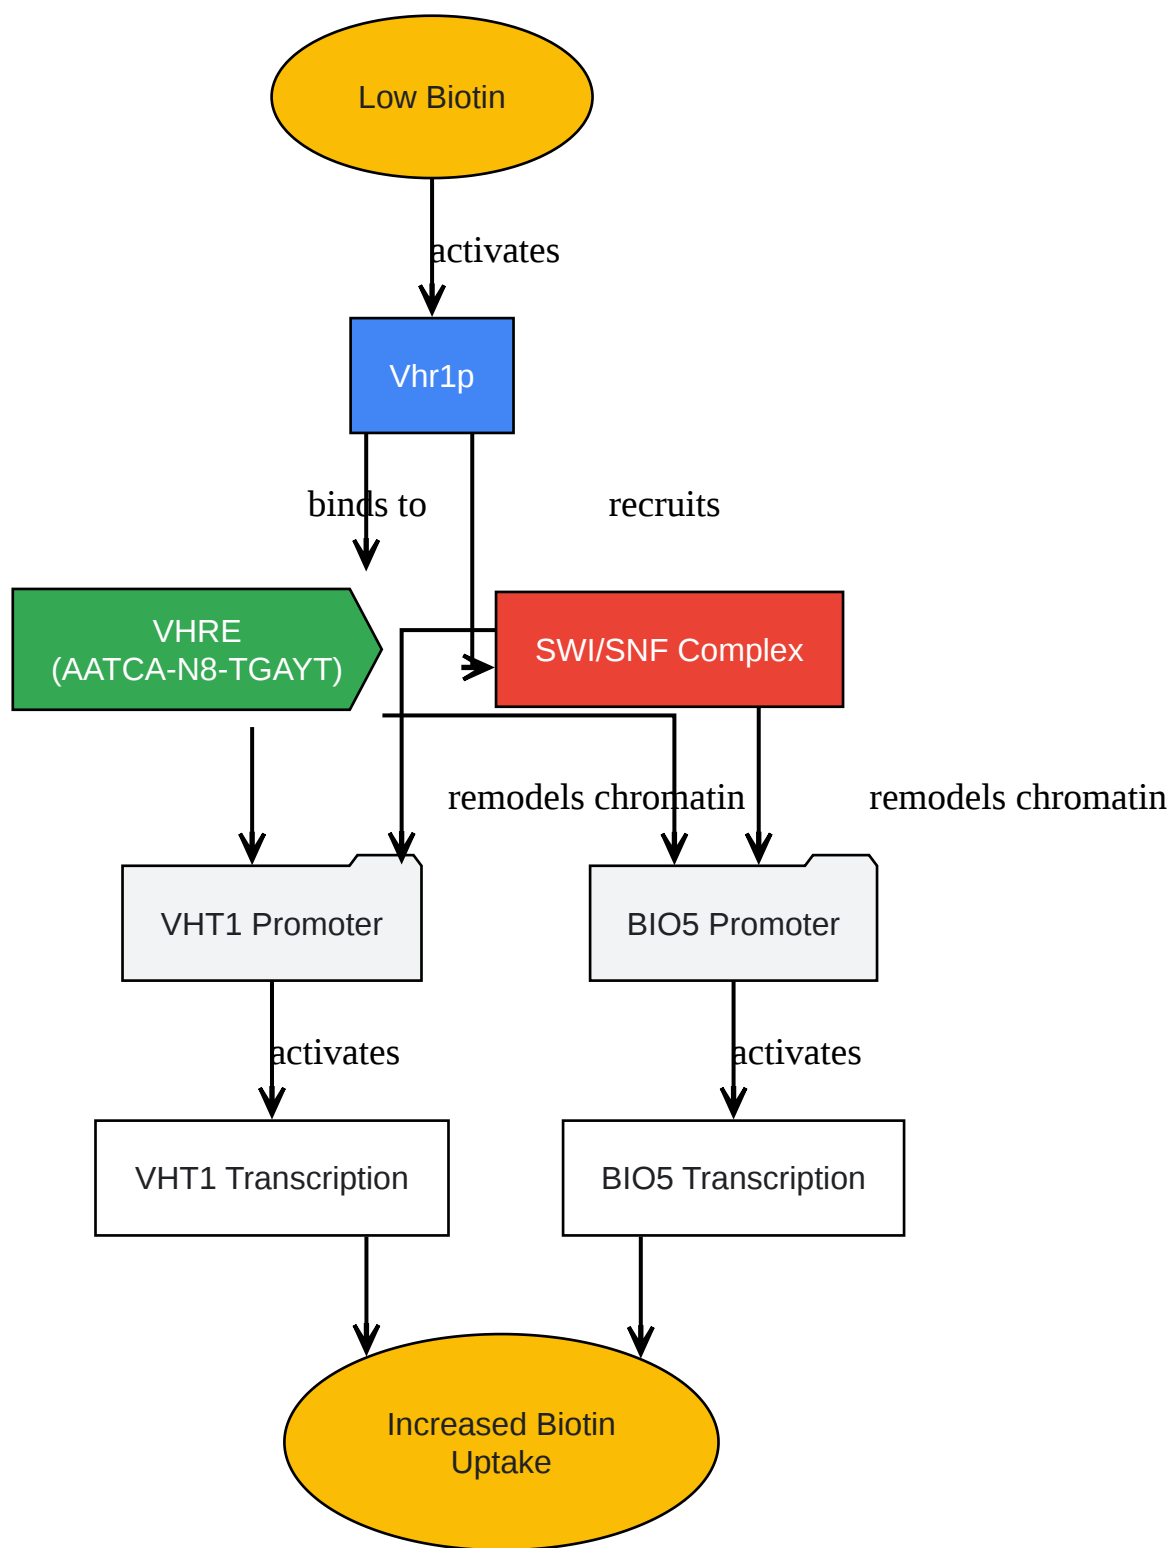 Low Biotin
activates
Vhr1p
binds to
recruits
VHRE
(AATCA-N8-TGAYT)
SWI/SNF Complex
remodels chromatin
remodels chromatin
VHT1 Promoter
BIO5 Promoter
activates
activates
VHT1 Transcription
BIO5 Transcription
Increased Biotin
Uptake